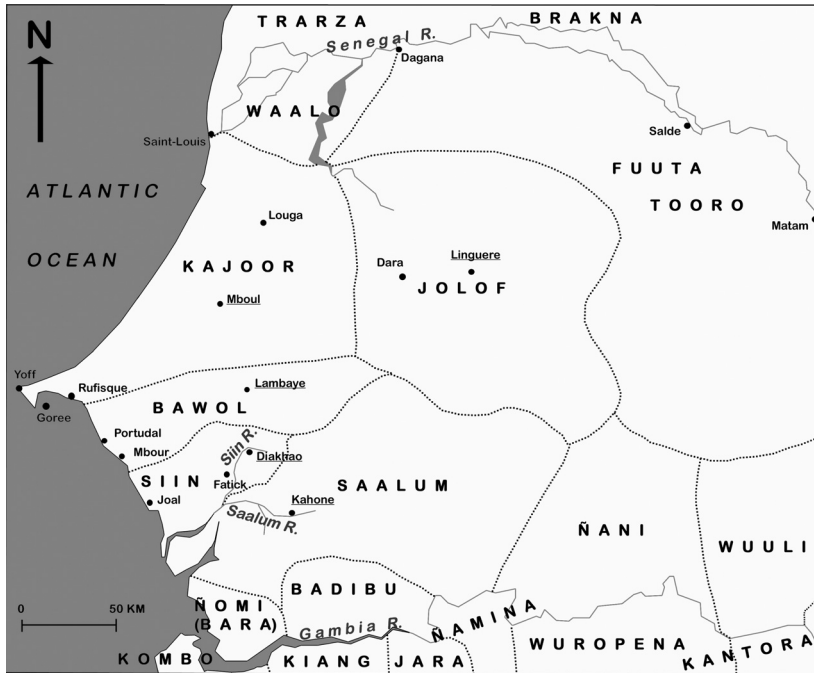 TRARZA
BRAKNA
N
Senegal R.
Dagana
WAALO
Saint-Louis
Salde
FUUTA
TOORO
ATLANTIC
OCEAN
Louga
Matam
KAJOOR
Dara
Linguere
JOLOF
Mboul
Yoff
Rufisque
Goree
Lambaye
BAWOL
Portudal
Mbour
Siin R.
Diakhao
SIIN
Fatick
SAALUM
Joal
Kahone
Saalum R.
ÑANI
WUULI
BADIBU
ÑOMI
(BARA)
0 50 KM
Gambia R.
ÑAMINA
WUROPENA
KANTORA
KOMBO
KIANG
JARA